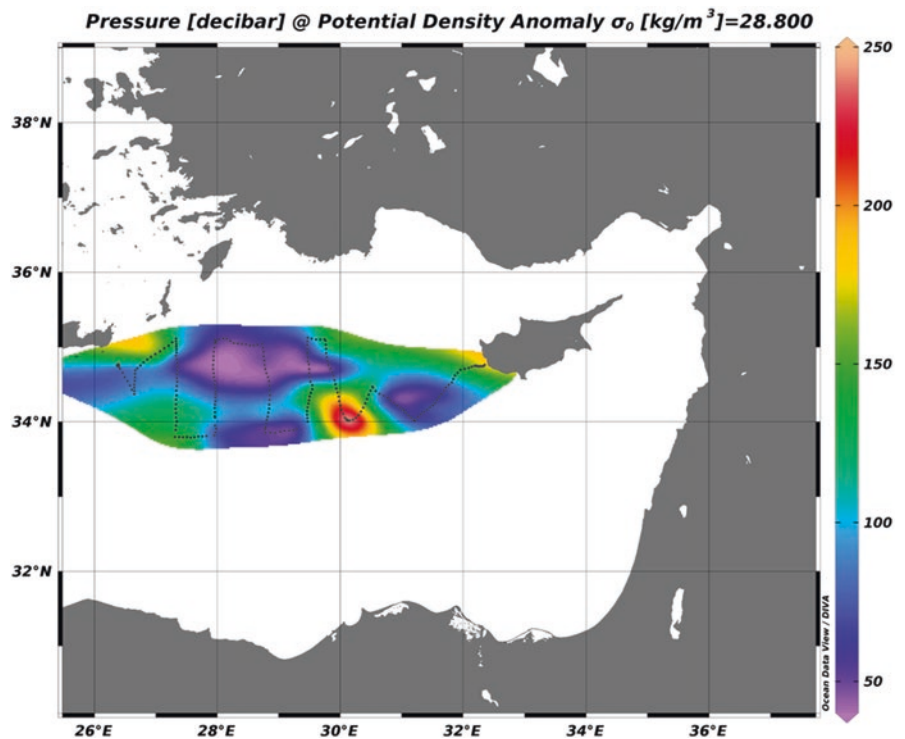 Pressure [decibar] @ Potential Density Anomaly σ₀ [kg/m³]=28.800
250
38°N
200
36°N
150
34°N
100
32°N
Ocean Data View / DIVA
50
26°E 28°E 30°E 32°E 34°E 36°E